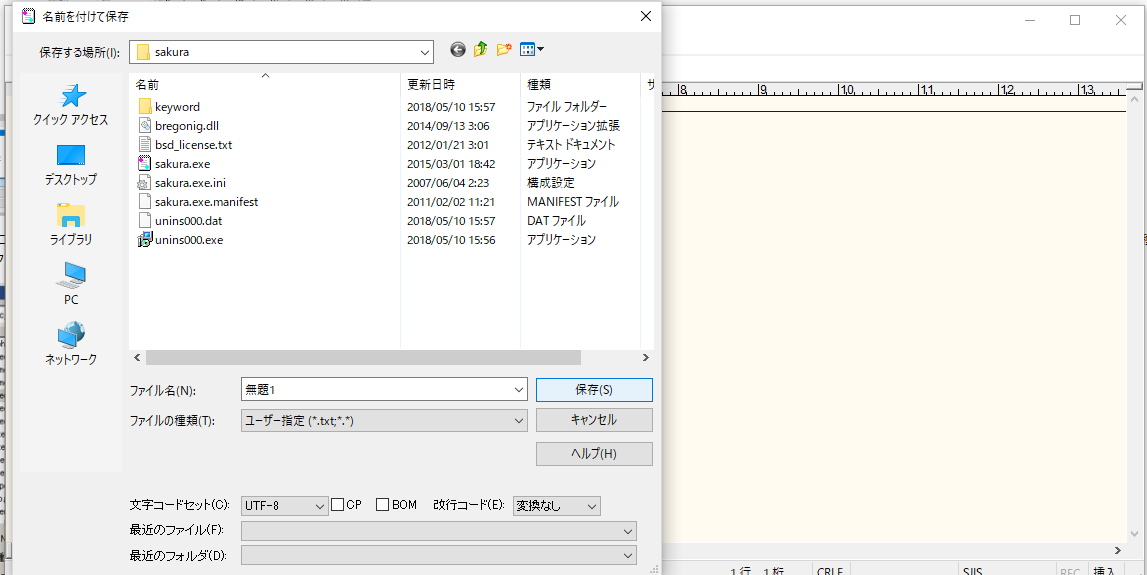 名前を付けて保存
保存する場所(I): sakura
名前 更新日時 種類 サ
keyword 2018/05/10 15:57 ファイル フォルダー
bregonig.dll 2014/09/13 3:06 アプリケーション拡張
bsd_license.txt 2012/01/21 3:01 テキスト ドキュメント
sakura.exe 2015/03/01 18:42 アプリケーション
sakura.exe.ini 2007/06/04 2:23 構成設定
sakura.exe.manifest 2011/02/02 11:21 MANIFEST ファイル
unins000.dat 2018/05/10 15:57 DAT ファイル
unins000.exe 2018/05/10 15:56 アプリケーション
クイック アクセス
デスクトップ
ライブラリ
PC
ネットワーク
ファイル名(N): 無題1 保存(S)
ファイルの種類(T): ユーザー指定 (*.txt;*.*) キャンセル
ヘルプ(H)
文字コードセット(C): UTF-8 CP BOM 改行コード(E): 変換なし
最近のファイル(F):
最近のフォルダ(D):
8 9 10 11 12 13
1行 1桁 CRLF SJIS REC 挿入